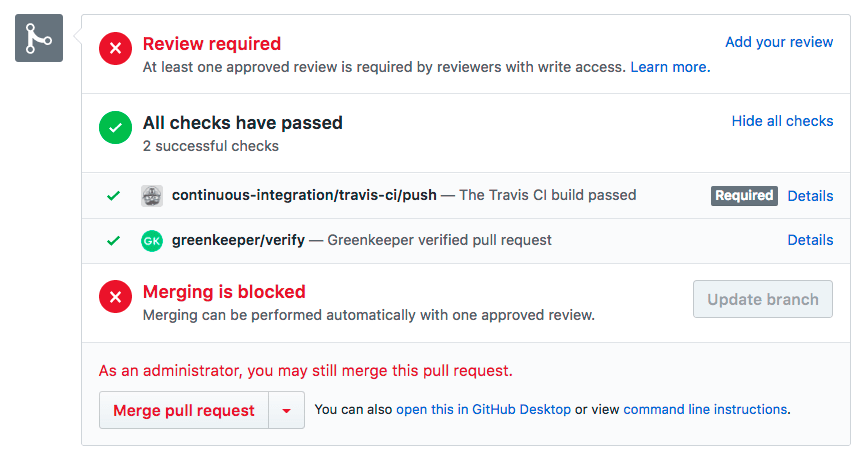 Review required
Add your review
At least one approved review is required by reviewers with write access. Learn more.
All checks have passed
Hide all checks
2 successful checks
continuous-integration/travis-ci/push — The Travis CI build passed Required Details
GK greenkeeper/verify — Greenkeeper verified pull request Details
Merging is blocked
Update branch
Merging can be performed automatically with one approved review.
As an administrator, you may still merge this pull request.
Merge pull request You can also open this in GitHub Desktop or view command line instructions.